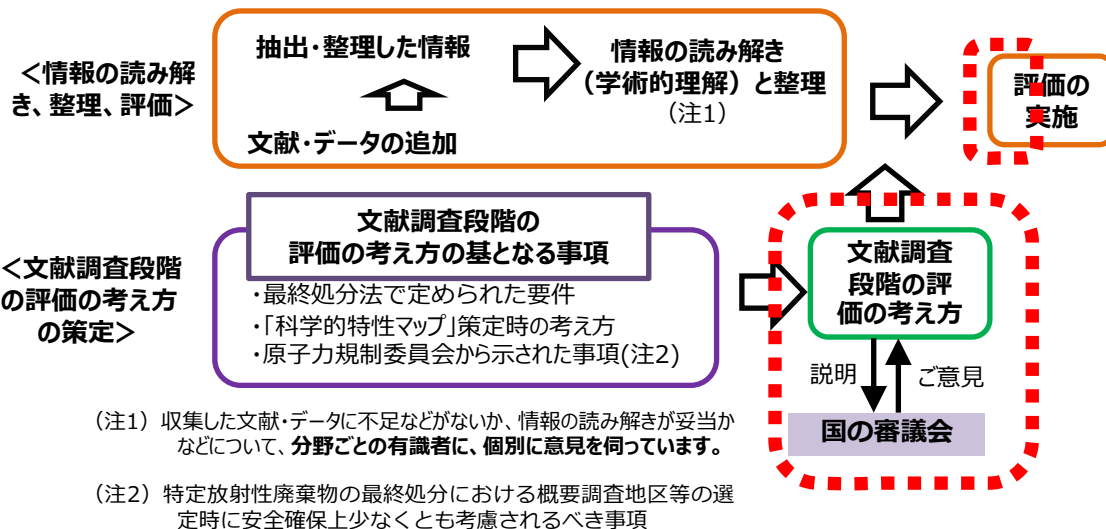 ＜情報の読み解
き、整理、評価＞
抽出・整理した情報
文献・データの追加
情報の読み解き
（学術的理解）と整理
（注1）
評価の
実施
＜文献調査段階
の評価の考え方
の策定＞
文献調査段階の
評価の考え方の基となる事項
・最終処分法で定められた要件
・「科学的特性マップ」策定時の考え方
・原子力規制委員会から示された事項(注2)
文献調査
段階の評
価の考え方
説明
ご意見
国の審議会
（注1）収集した文献・データに不足などがないか、情報の読み解きが妥当か
などについて、分野ごとの有識者に、個別に意見を伺っています。
（注2）特定放射性廃棄物の最終処分における概要調査地区等の選
定時に安全確保上少なくとも考慮されるべき事項